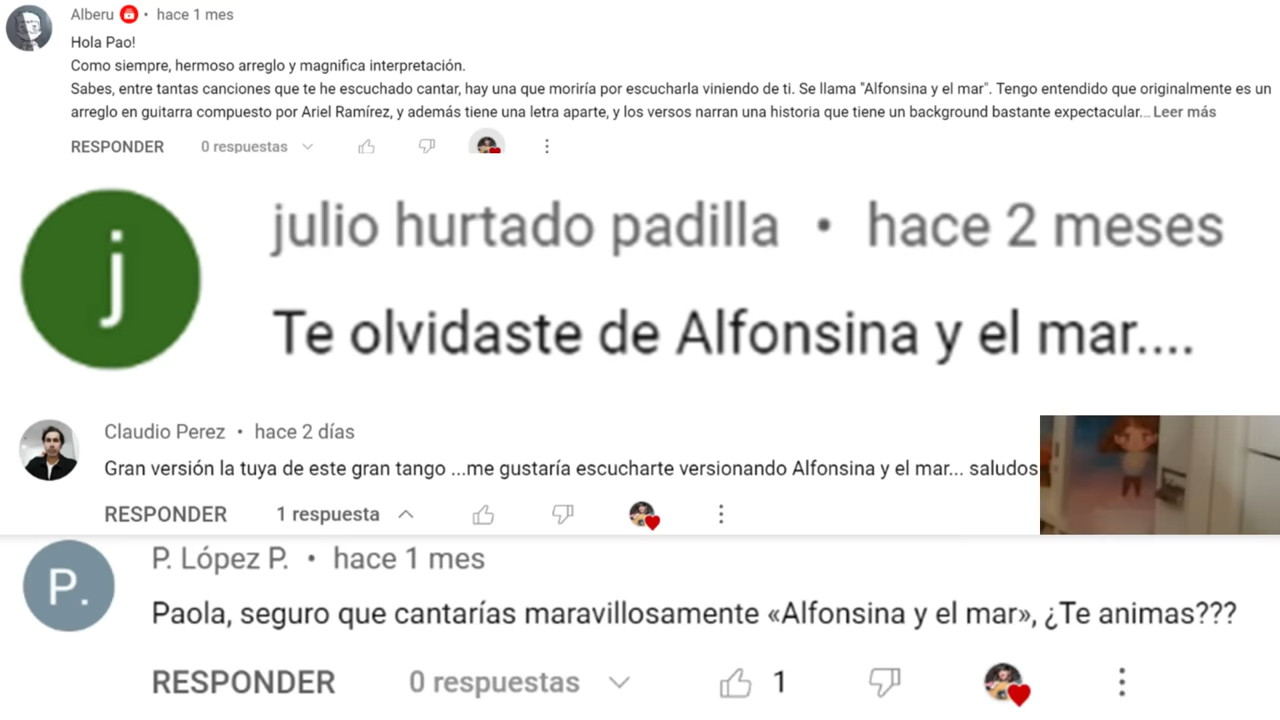 Alberu • hace 1 mes
Hola Pao!
Como siempre, hermoso arreglo y magnifica interpretación.
Sabes, entre tantas canciones que te he escuchado cantar, hay una que moriría por escucharla viniendo de ti. Se llama "Alfonsina y el mar". Tengo entendido que originalmente es un
arreglo en guitarra compuesto por Ariel Ramírez, y además tiene una letra aparte, y los versos narran una historia que tiene un background bastante expectacular... Leer más
RESPONDER 0 respuestas
j
julio hurtado padilla • hace 2 meses
Te olvidaste de Alfonsina y el mar....
Claudio Perez • hace 2 días
Gran versión la tuya de este gran tango ...me gustaría escucharte versionando Alfonsina y el mar... saludos
RESPONDER 1 respuesta
P.
P. López P. • hace 1 mes
Paola, seguro que cantarías maravillosamente «Alfonsina y el mar», ¿Te animas???
RESPONDER 0 respuestas 1